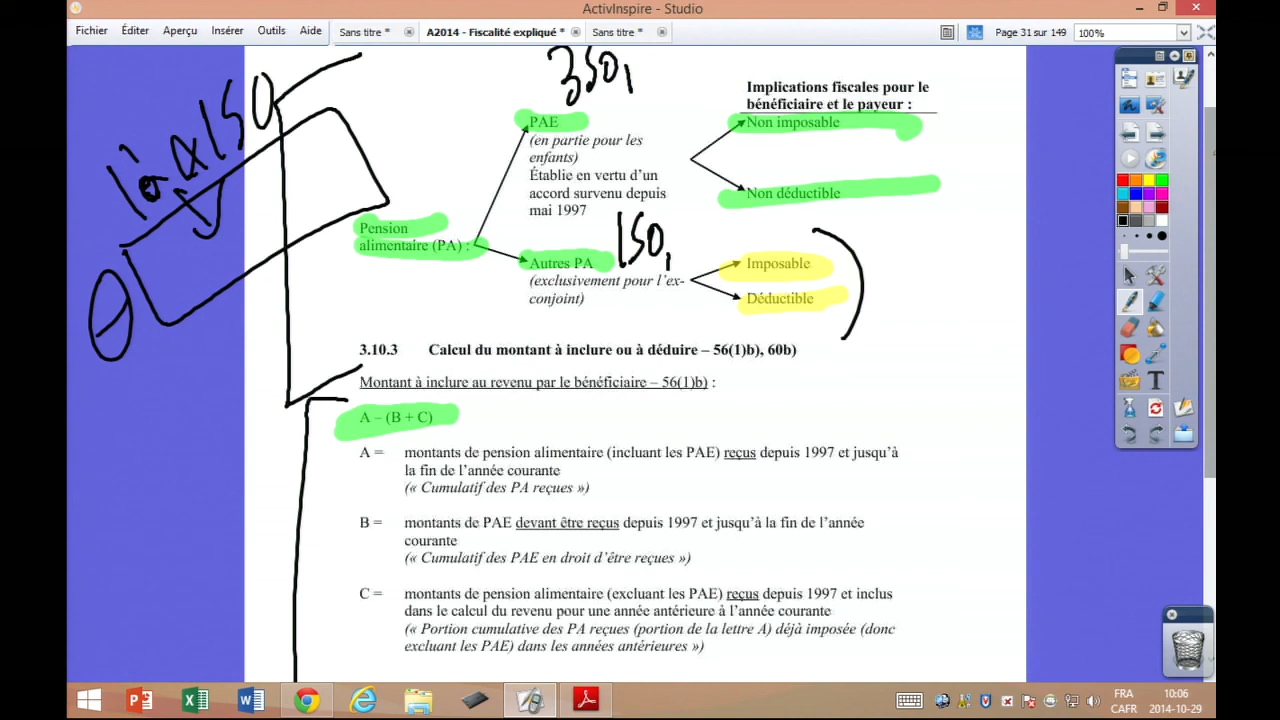 ActivInspire - Studio
Fichier Éditer Aperçu Insérer Outils Aide
Sans titre * A2014 - Fiscalité expliqué * Sans titre *
Page 31 sur 149 100%
350,
Implications fiscales pour le
bénéficiaire et le payeur :
PAE
(en partie pour les
enfants)
Établie en vertu d’un
accord survenu depuis
mai 1997
Non imposable
Non déductible
Pension
alimentaire (PA) :
150,
Autres PA
(exclusivement pour l’ex-
conjoint)
Imposable
Déductible
3.10.3 Calcul du montant à inclure ou à déduire – 56(1)b), 60b)
Montant à inclure au revenu par le bénéficiaire – 56(1)b) :
A – (B + C)
A = montants de pension alimentaire (incluant les PAE) reçus depuis 1997 et jusqu’à
la fin de l’année courante
(« Cumulatif des PA reçues »)
B = montants de PAE devant être reçus depuis 1997 et jusqu’à la fin de l’année
courante
(« Cumulatif des PAE en droit d’être reçues »)
C = montants de pension alimentaire (excluant les PAE) reçus depuis 1997 et inclus
dans le calcul du revenu pour une année antérieure à l’année courante
(« Portion cumulative des PA reçues (portion de la lettre A) déjà imposée (donc
excluant les PAE) dans les années antérieures »)
FRA
CAFR
10:06
2014-10-29